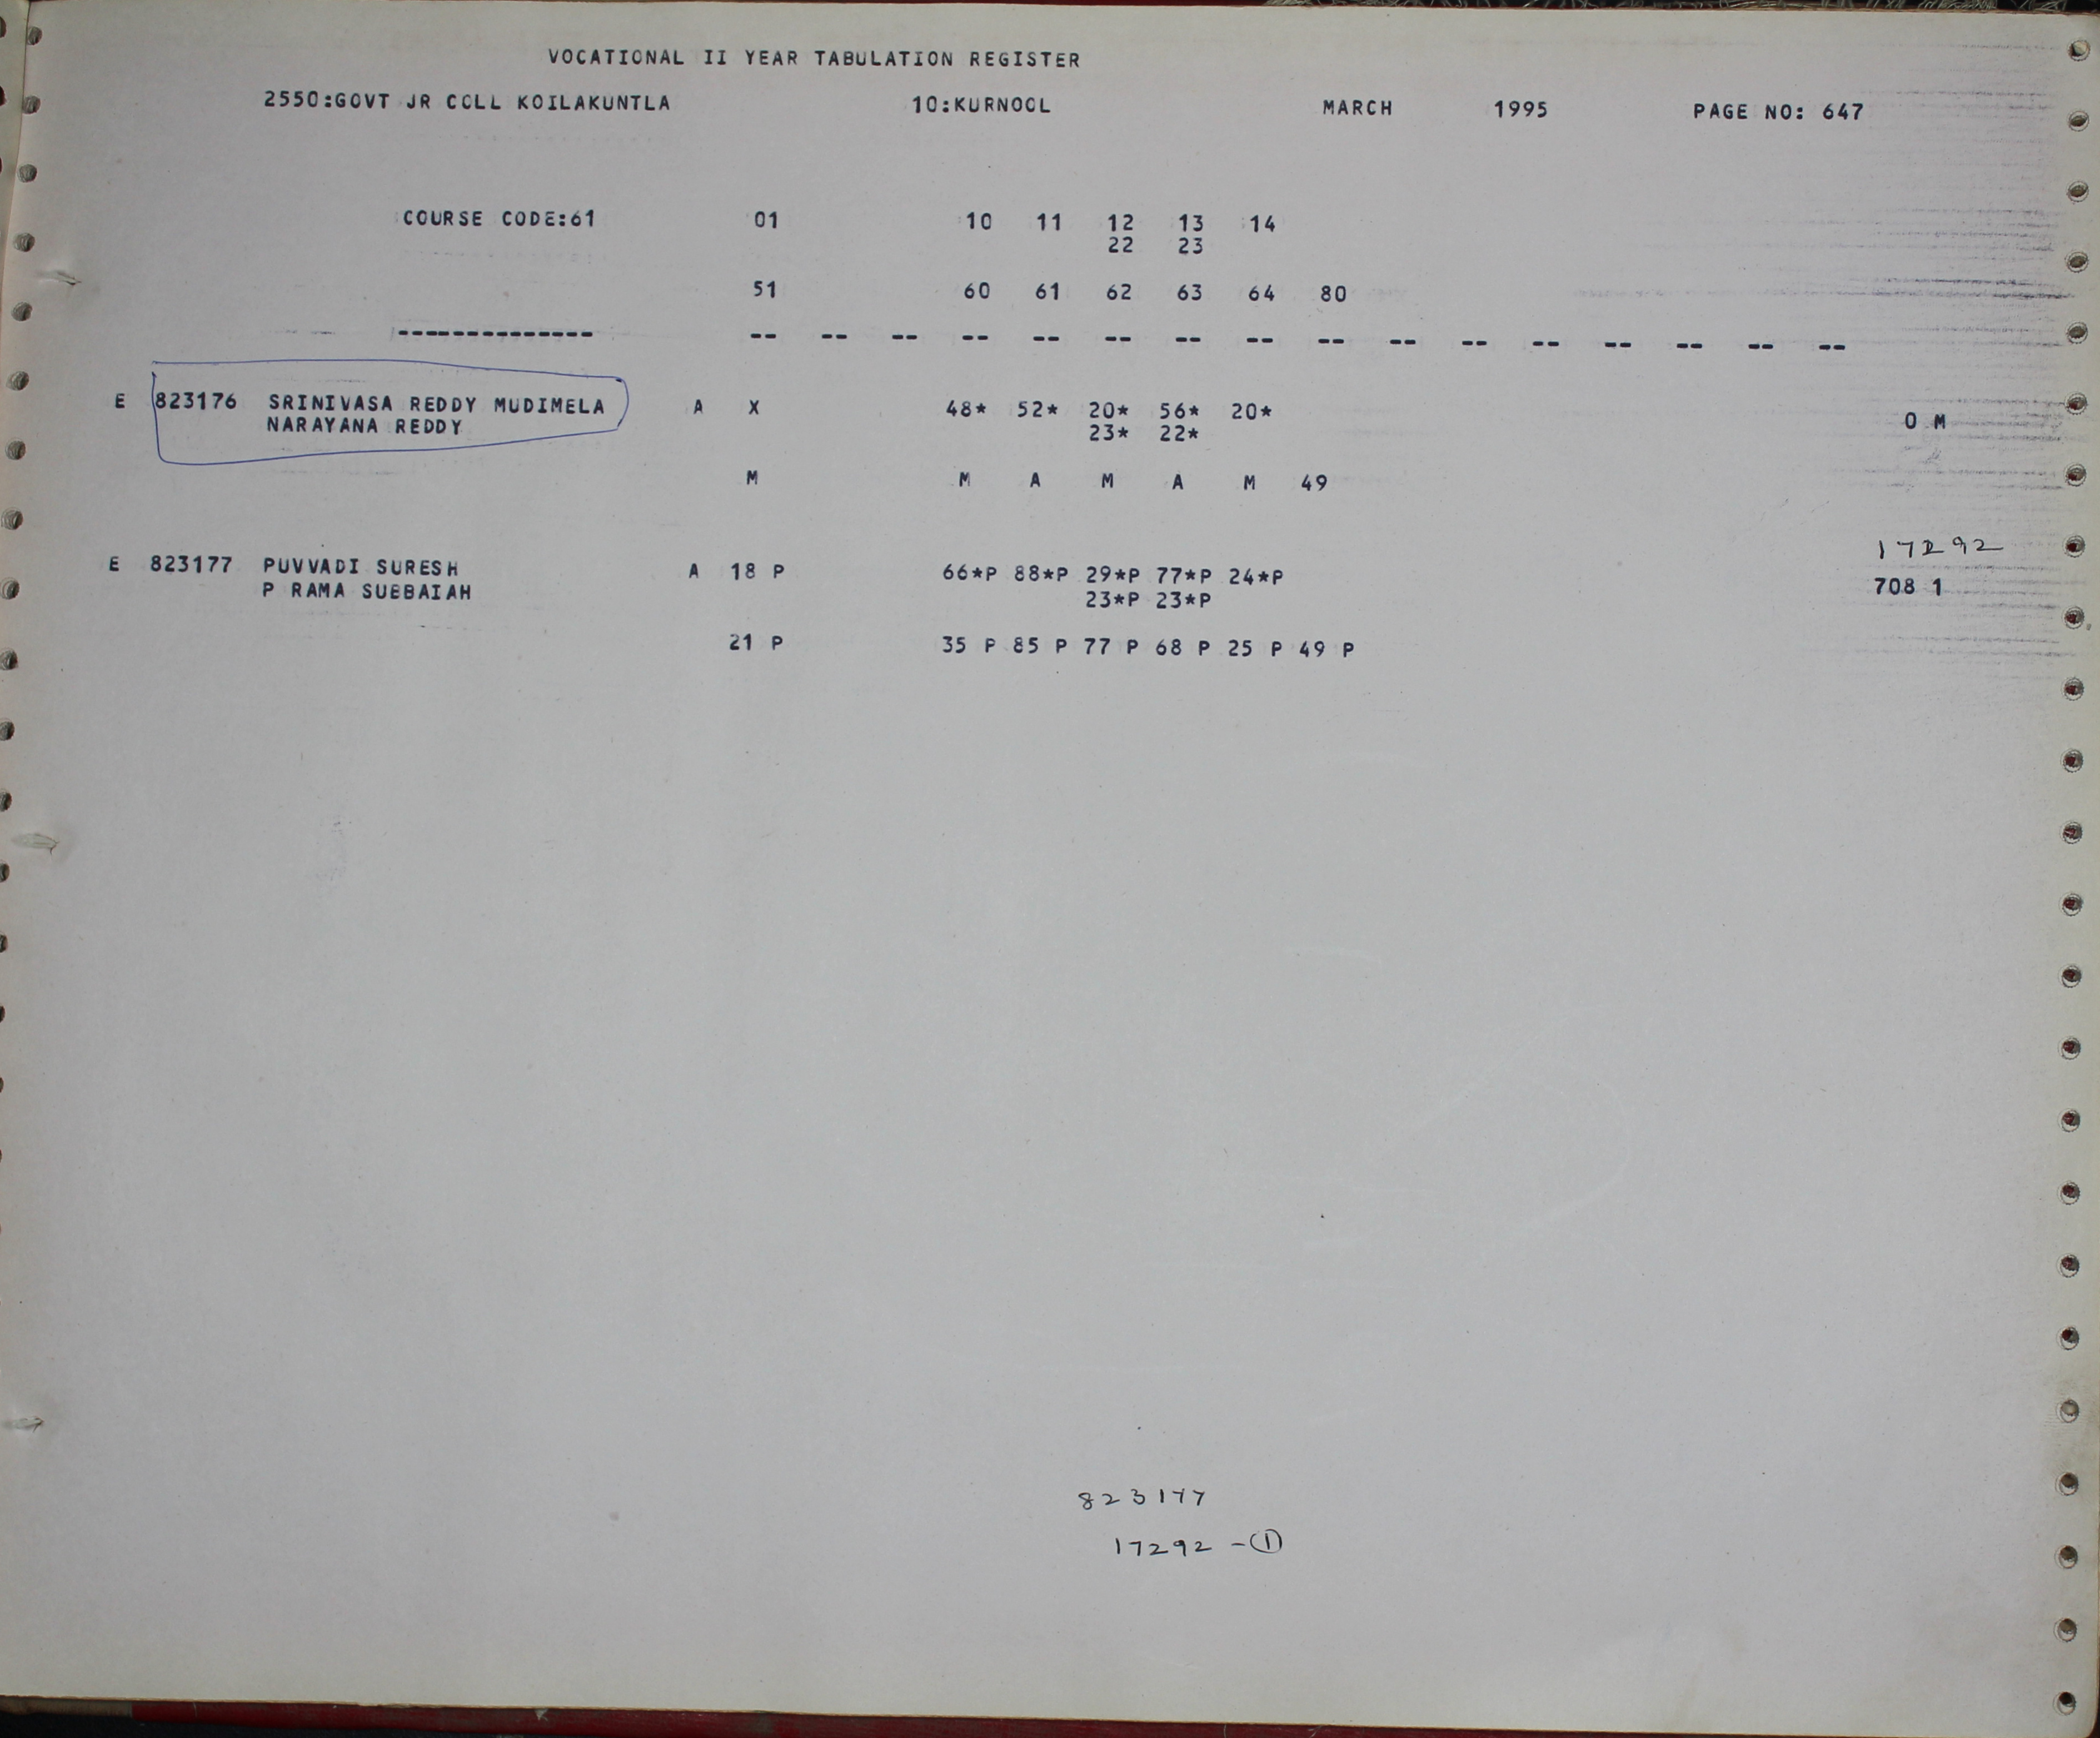 VOCATIONAL II YEAR TABULATION REGISTER
2550:GOVT JR COLL KOILAKUNTLA 10:KURNOOL MARCH 1995 PAGE NO: 647
COURSE CODE:61 01 10 11 12 13 14
22 23
51 60 61 62 63 64 80
-------------- -- -- -- -- -- -- -- -- -- -- -- -- -- -- -- --
E 823176 SRINIVASA REDDY MUDIMELA A X 48* 52* 20* 56* 20* 0 M
NARAYANA REDDY 23* 22*
M M A M A M 49
17292
E 823177 PUVVADI SURESH A 18 P 66*P 88*P 29*P 77*P 24*P 708 1
P RAMA SUEBAIAH 23*P 23*P
21 P 35 P 85 P 77 P 68 P 25 P 49 P
823177
17292 - 1